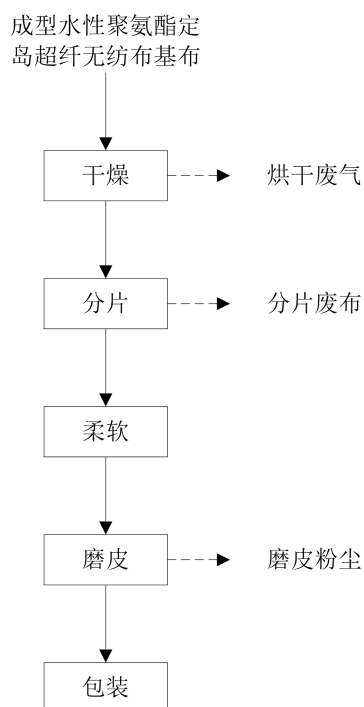 成型水性聚氨酯定
岛超纤无纺布基布
干燥
烘干废气
分片
分片废布
柔软
磨皮
磨皮粉尘
包装